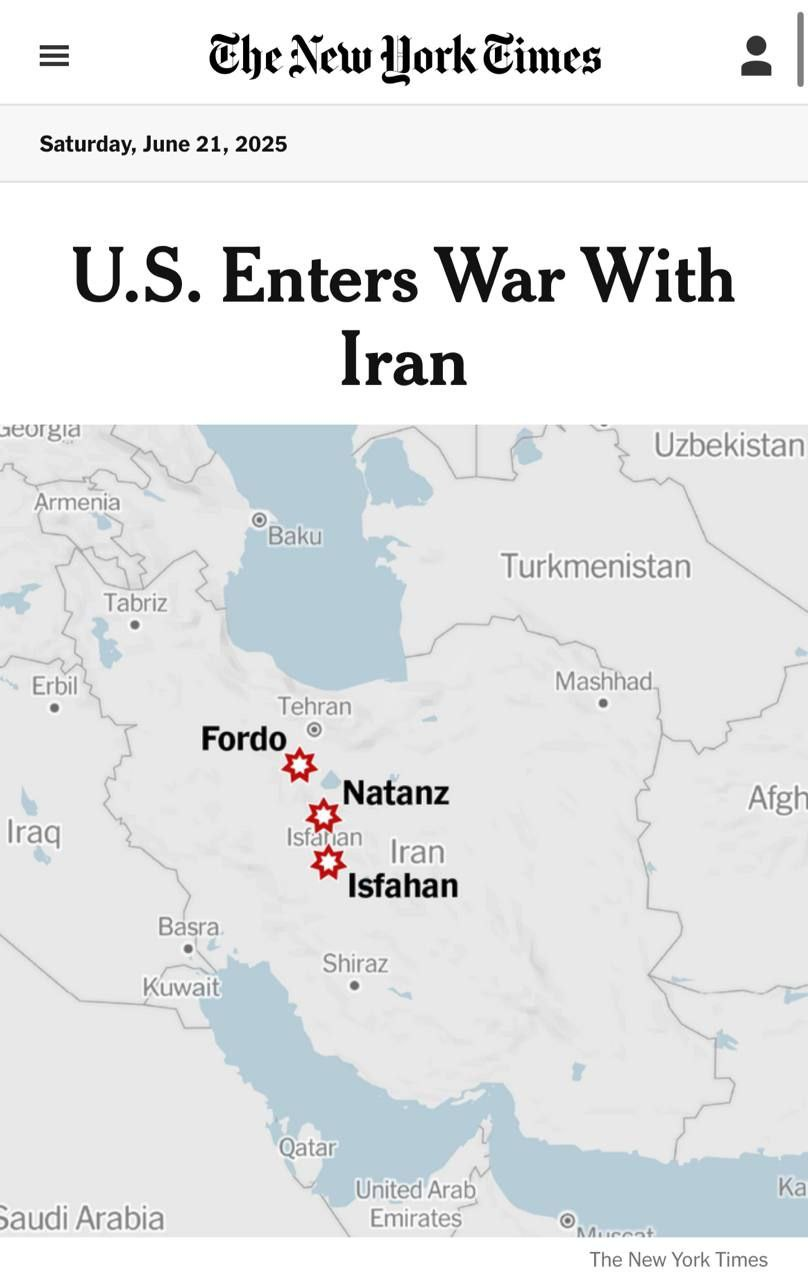 The New York Times
Saturday, June 21, 2025
U.S. Enters War With
Iran
Georgia
Uzbekistan
Armenia
Baku
Turkmenistan
Tabriz
Erbil
Mashhad
Tehran
Fordo
Natanz
Afgh
Iraq
Isfahan
Iran
Isfahan
Basra
Shiraz
Kuwait
Qatar
United Arab
Emirates
Ka
Saudi Arabia
Muscat
The New York Times